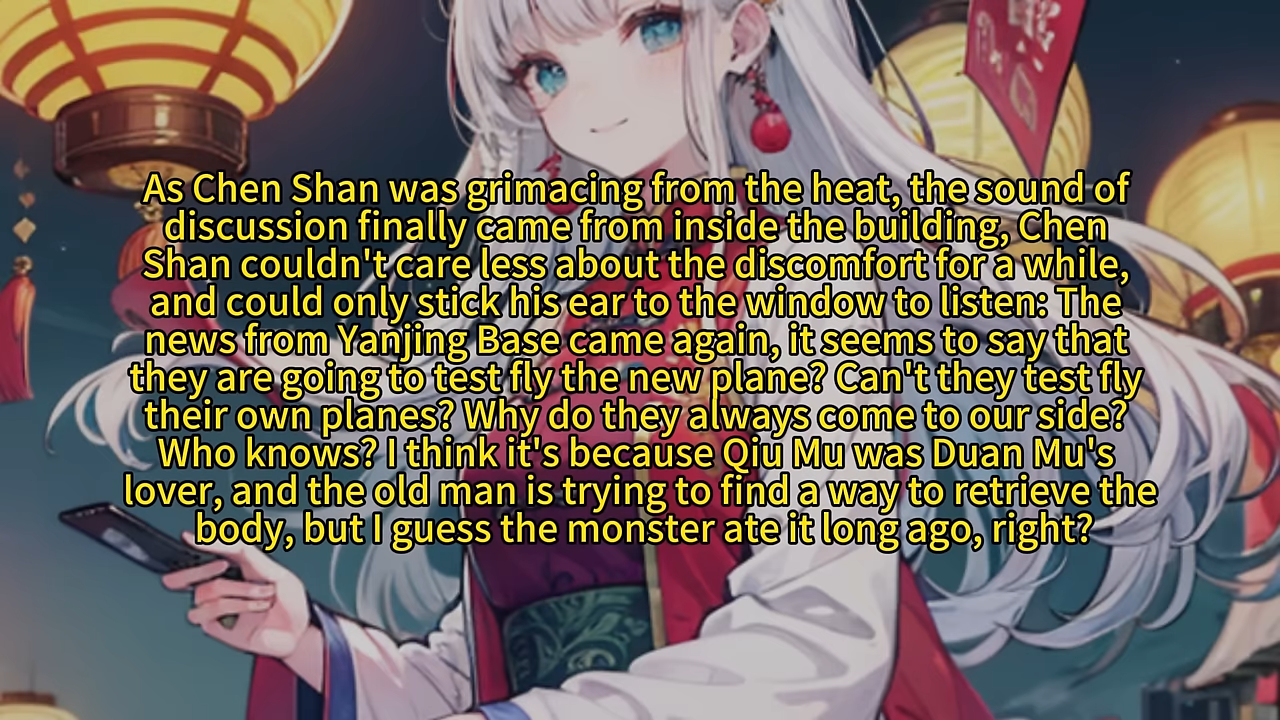 As Chen Shan was grimacing from the heat, the sound of
discussion finally came from inside the building, Chen
Shan couldn't care less about the discomfort for a while,
and could only stick his ear to the window to listen: The
news from Yanjing Base came again, it seems to say that
they are going to test fly the new plane? Can't they test fly
their own planes? Why do they always come to our side?
Who knows? I think it's because Qiu Mu was Duan Mu's
lover, and the old man is trying to find a way to retrieve the
body, but I guess the monster ate it long ago, right?